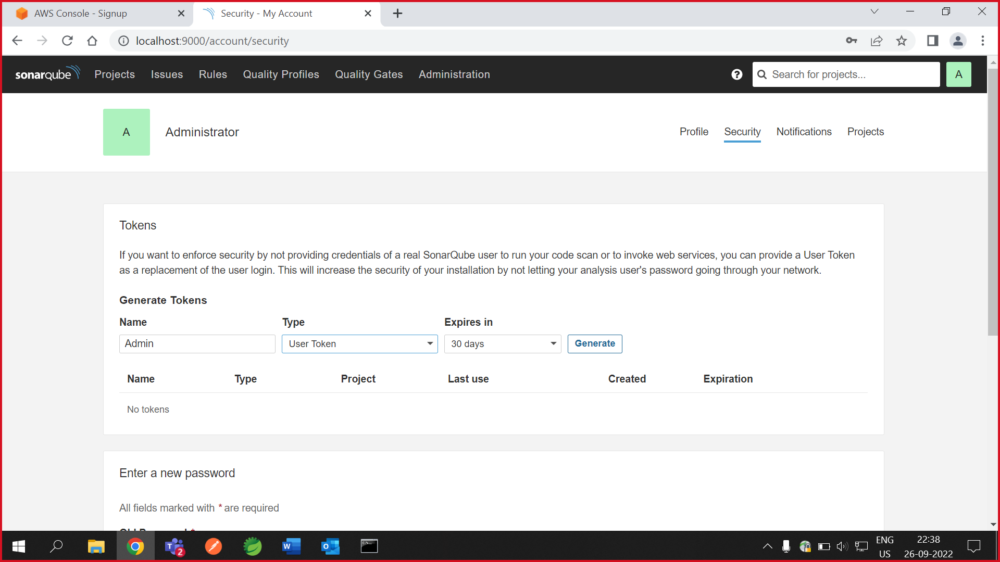 AWS Console - Signup
Security - My Account
localhost:9000/account/security
sonarqube Projects Issues Rules Quality Profiles Quality Gates Administration
Search for projects...
A
A
Administrator
Profile Security Notifications Projects
Tokens
If you want to enforce security by not providing credentials of a real SonarQube user to run your code scan or to invoke web services, you can provide a User Token
as a replacement of the user login. This will increase the security of your installation by not letting your analysis user's password going through your network.
Generate Tokens
Name Type Expires in
Admin User Token 30 days Generate
Name Type Project Last use Created Expiration
No tokens
Enter a new password
All fields marked with * are required
ENG 22:38
US 26-09-2022